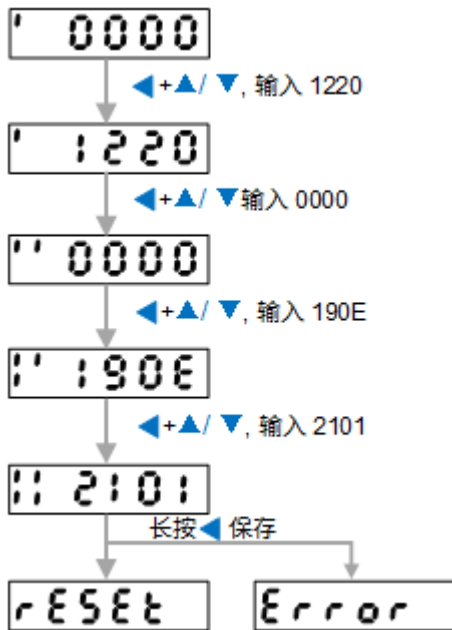 ' 0000
◀+▲/ ▼, 输入 1220
' 1220
◀+▲/ ▼输入 0000
'' 0000
◀+▲/ ▼, 输入 190E
¦' 190E
◀+▲/ ▼, 输入 2101
¦¦ 2101
长按◀ 保存
rESEt Error